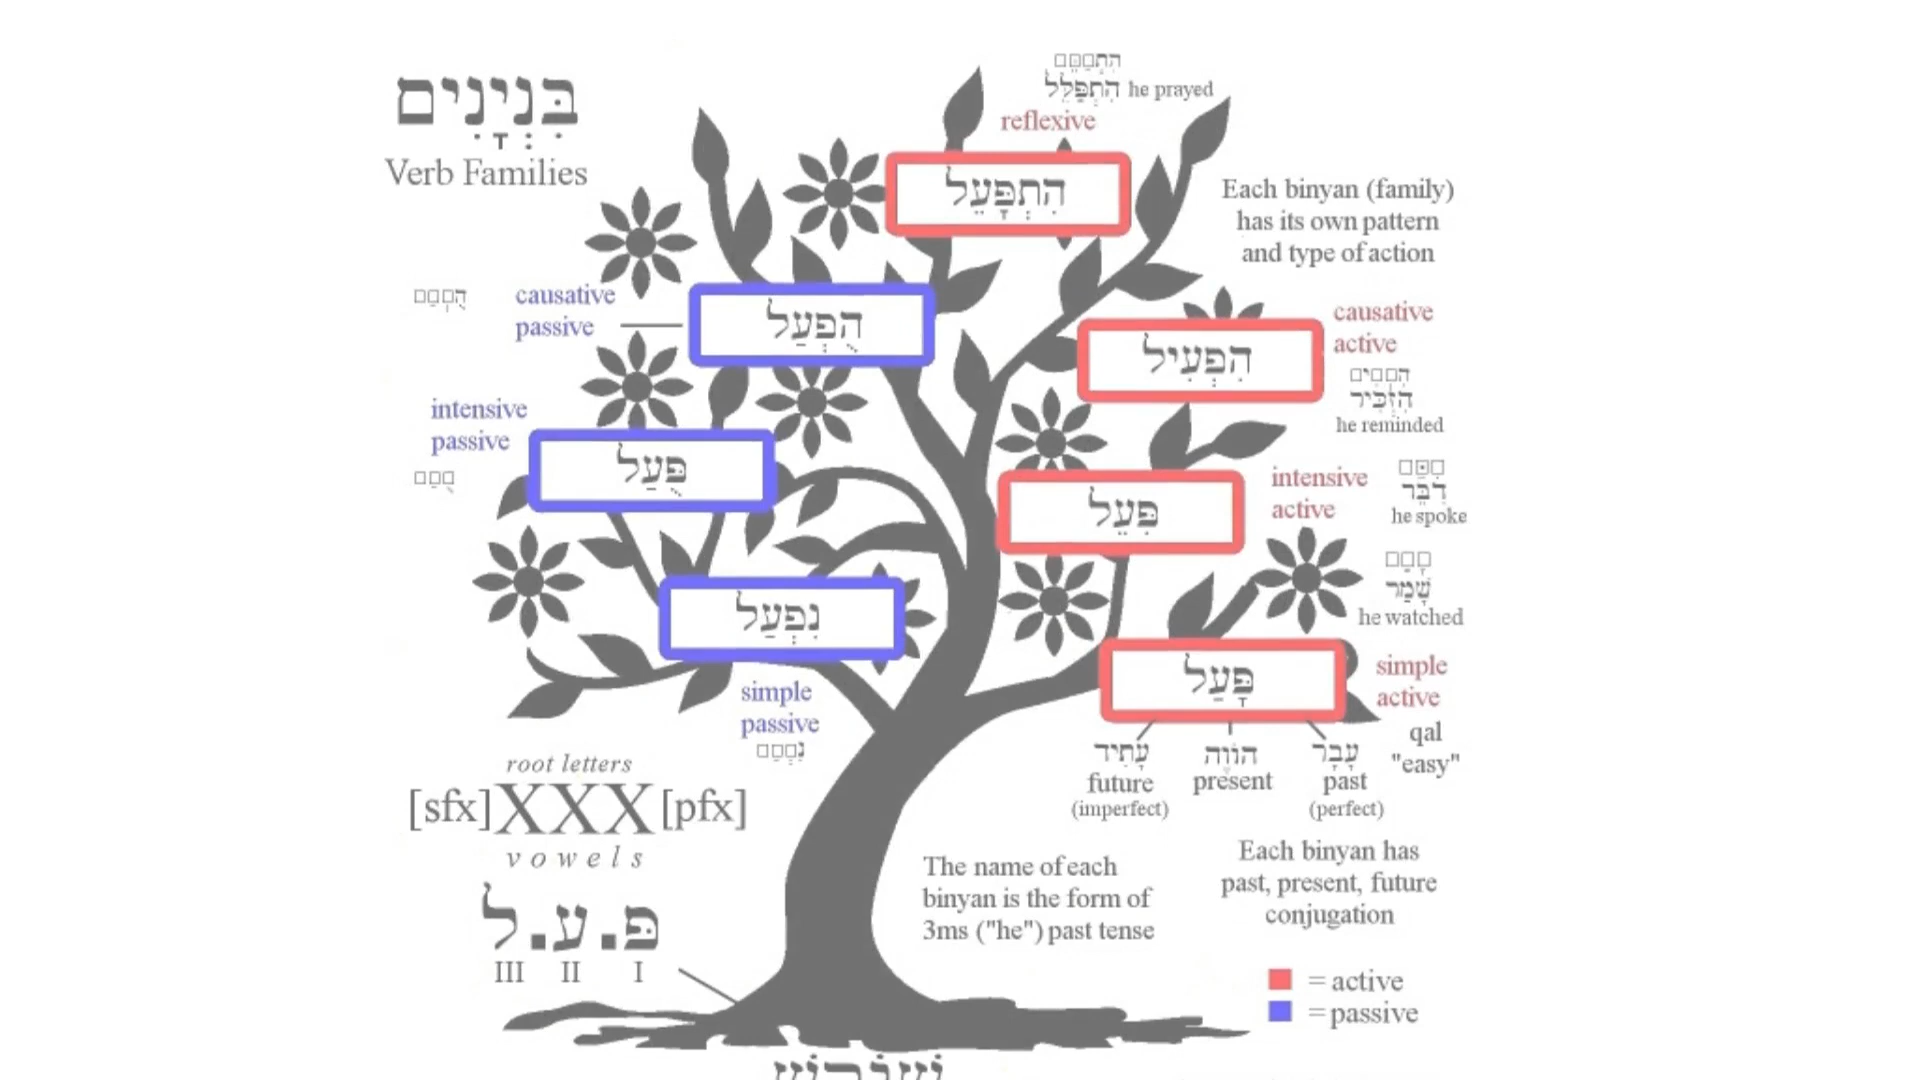 בִּנְיָנִים
Verb Families
הִתְ□ַ□ֵּ□
הִתְפַּלֵּל he prayed
reflexive
הִתְפָּעֵל
Each binyan (family)
has its own pattern
and type of action
הֻ□ְ□ַ□
causative
passive
הֻפְעַל
causative
active
הִפְעִיל
הִ□ְ□ִי□
הִזְכִּיר
he reminded
intensive
passive
□ֻ□ַּ□
פֻּעַל
intensive
active
פִּעֵל
□ִ□ֵּ□
דִּבֵּר
he spoke
□ָ□ַ□
שָׁמַר
he watched
נִפְעַל
simple
passive
נִ□ְ□ַ□
פָּעַל
simple
active
qal
"easy"
עָבָר
past
(perfect)
הוֹוֶה
present
עָתִיד
future
(imperfect)
root letters
[sfx]XXX[pfx]
vowels
פ.ע.ל
III II I
The name of each
binyan is the form of
3ms ("he") past tense
Each binyan has
past, present, future
conjugation
= active
= passive